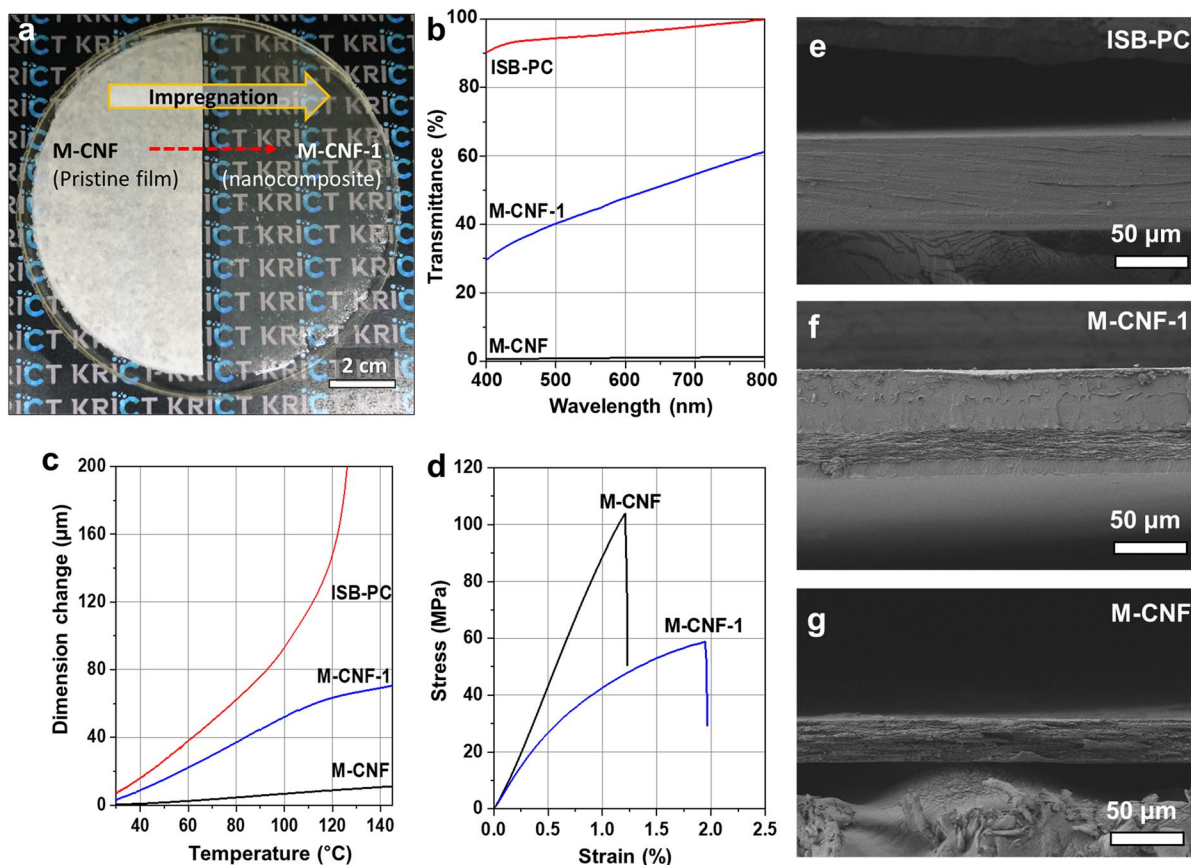 a
KRICT KRICT KRICT
Impregnation
M-CNF
(Pristine film)
M-CNF-1
(nanocomposite)
2 cm
b
100
80
60
40
20
0
ISB-PC
M-CNF-1
M-CNF
400 500 600 700 800
Transmittance (%)
Wavelength (nm)
c
200
160
120
80
40
0
ISB-PC
M-CNF-1
M-CNF
40 60 80 100 120 140
Dimension change (µm)
Temperature (°C)
d
120
100
80
60
40
20
0
M-CNF
M-CNF-1
0.0 0.5 1.0 1.5 2.0 2.5
Stress (MPa)
Strain (%)
e
ISB-PC
50 µm
f
M-CNF-1
50 µm
g
M-CNF
50 µm